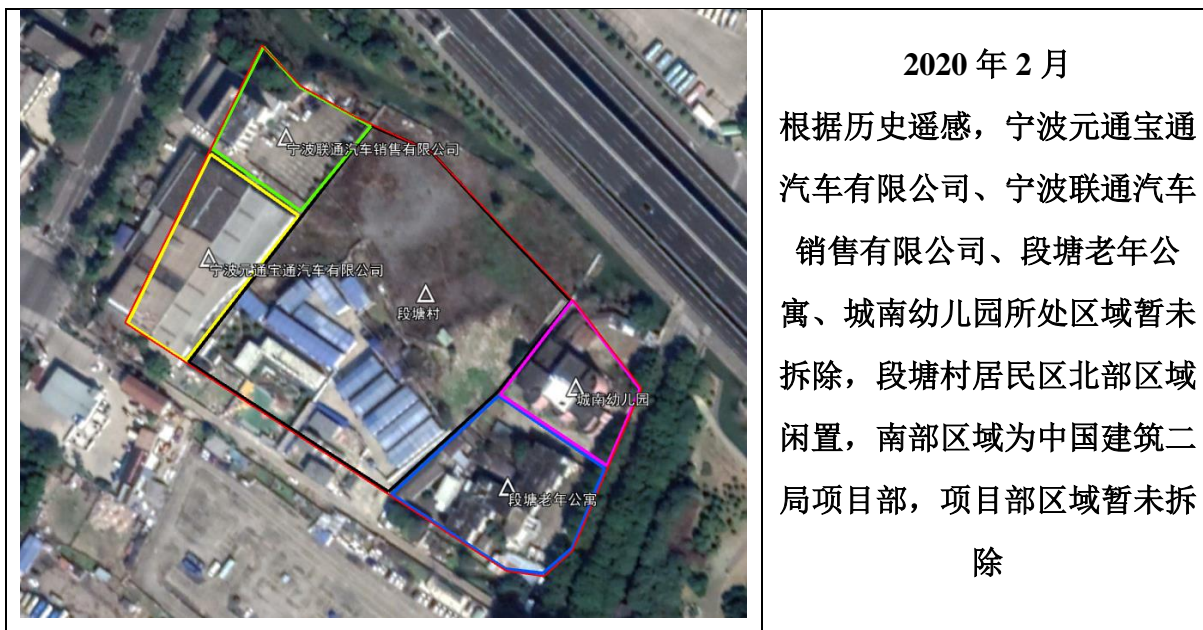 宁波联通汽车销售有限公司
宁波元通宝通汽车有限公司
段塘村
城南幼儿园
段塘老年公寓
2020 年 2 月
根据历史遥感，宁波元通宝通
汽车有限公司、宁波联通汽车
销售有限公司、段塘老年公
寓、城南幼儿园所处区域暂未
拆除，段塘村居民区北部区域
闲置，南部区域为中国建筑二
局项目部，项目部区域暂未拆
除